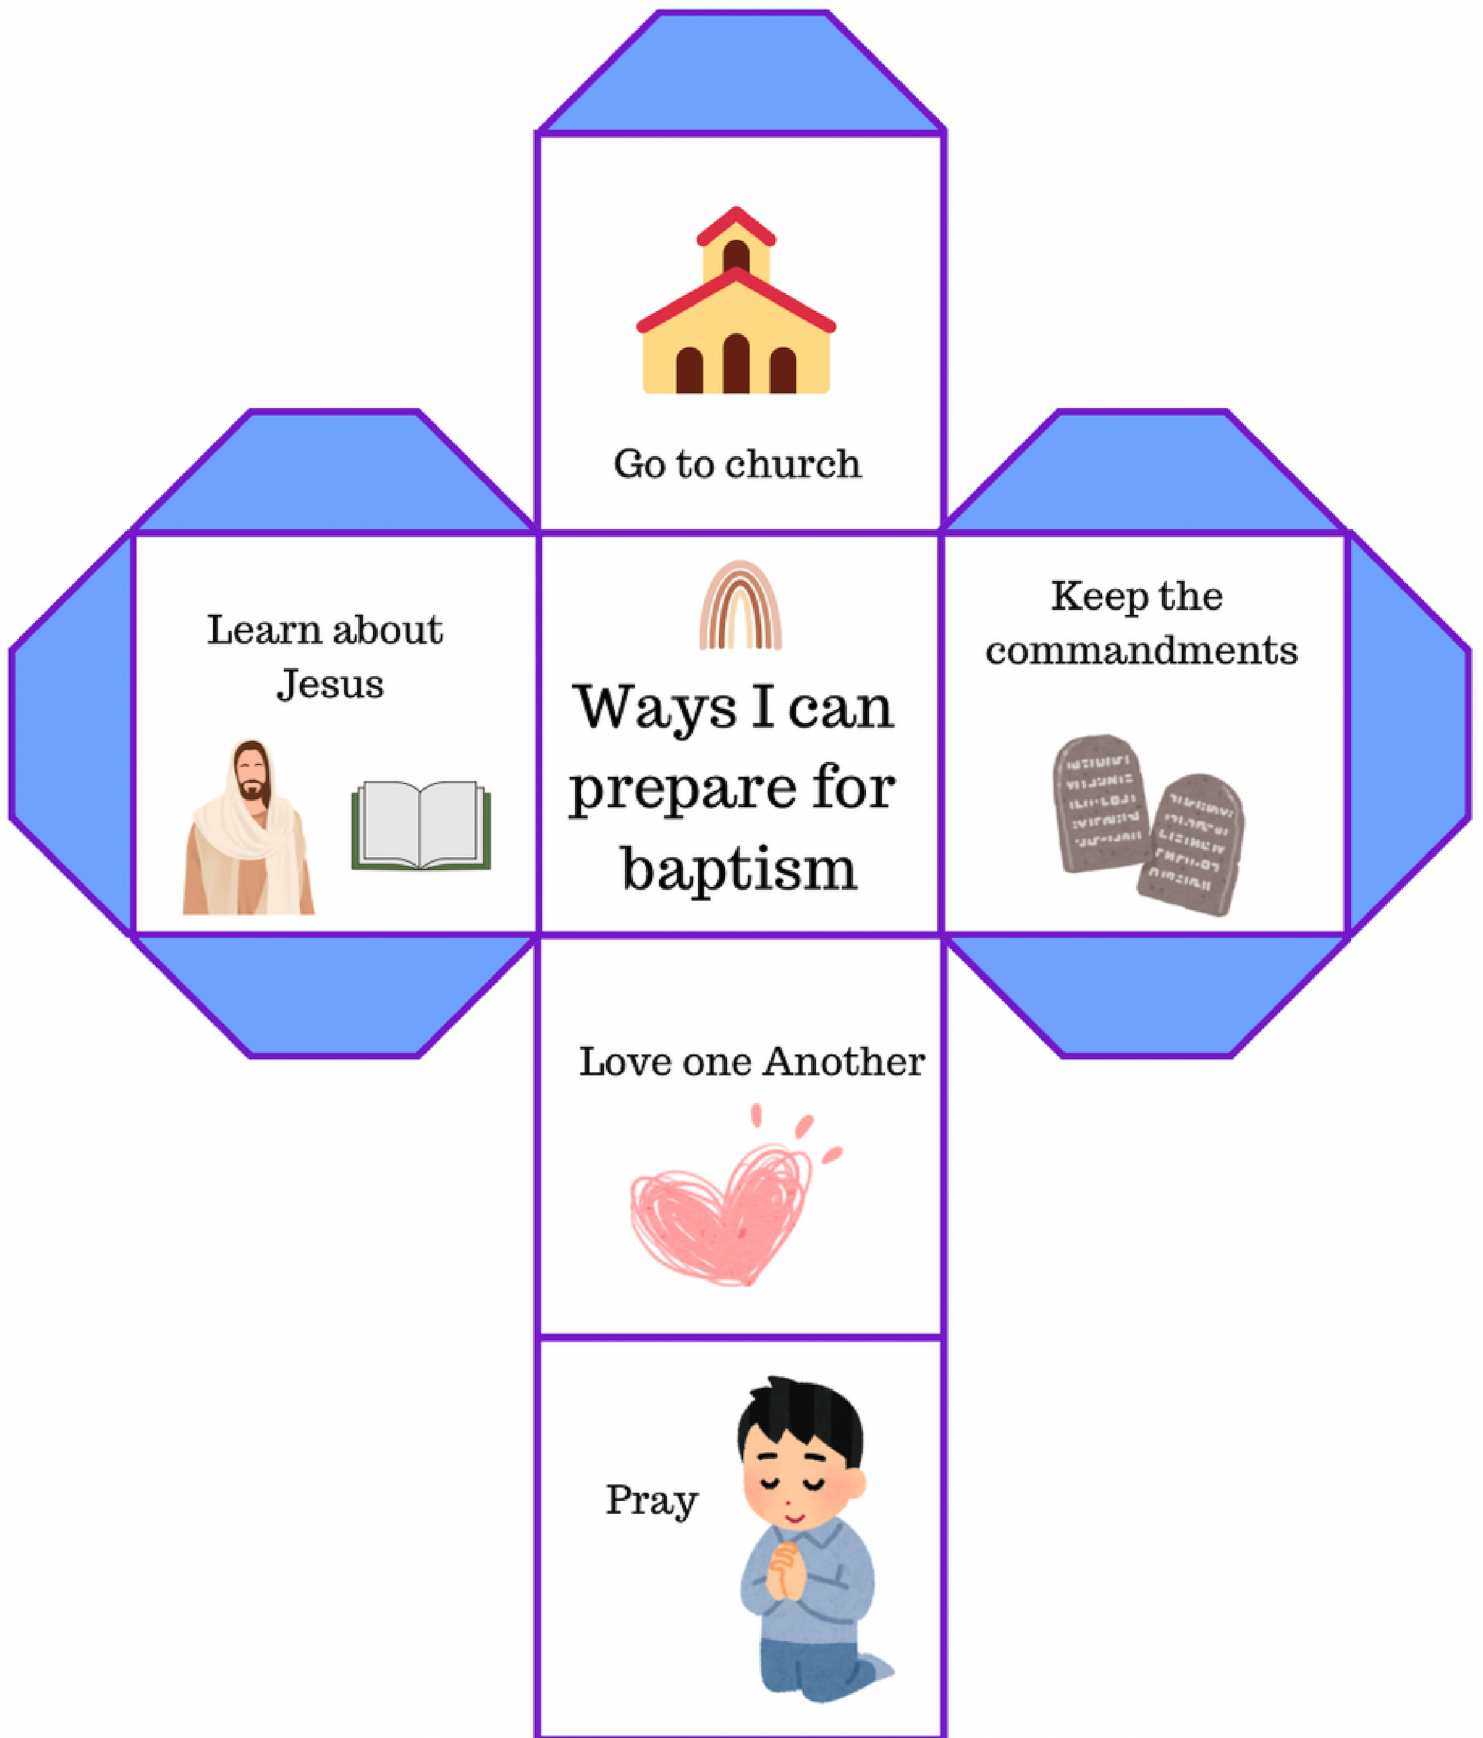 Go to church
Learn about
Jesus
Ways I can
prepare for
baptism
Keep the
commandments
Love one Another
Pray